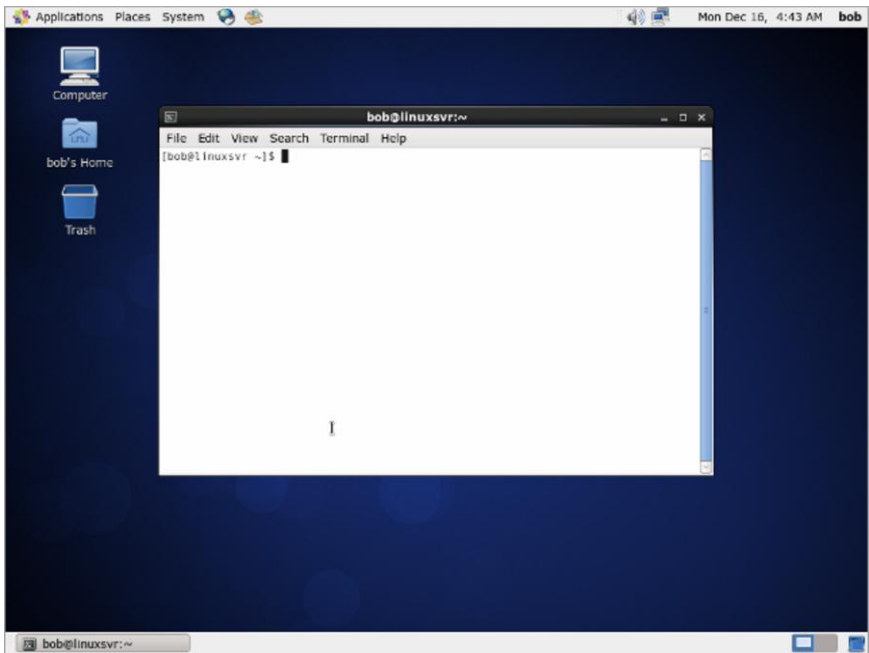 Applications Places System
Mon Dec 16, 4:43 AM bob
Computer
bob's Home
Trash
bob@linuxsvr:~
File Edit View Search Terminal Help
[bob@linuxsvr ~]$
bob@linuxsvr:~